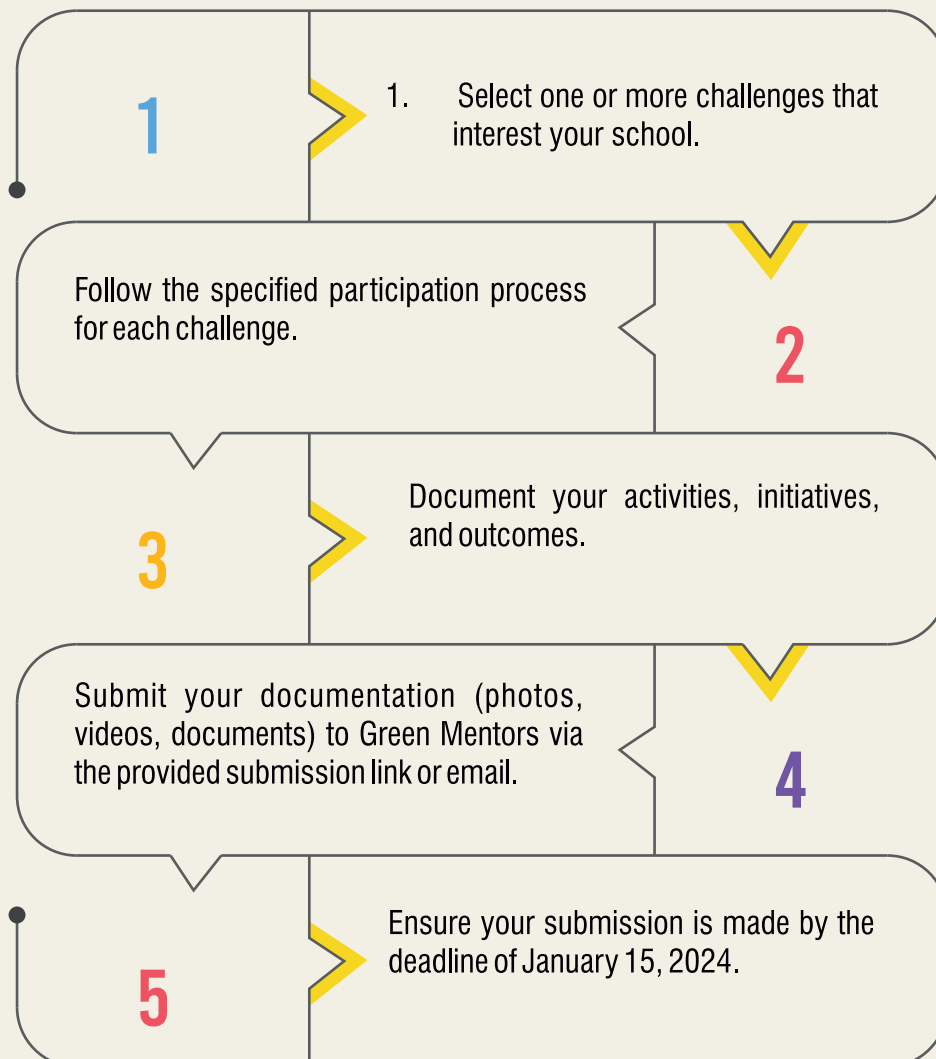 1
1. Select one or more challenges that
interest your school.
Follow the specified participation process
for each challenge.
2
3
Document your activities, initiatives,
and outcomes.
Submit your documentation (photos,
videos, documents) to Green Mentors via
the provided submission link or email.
4
5
Ensure your submission is made by the
deadline of January 15, 2024.